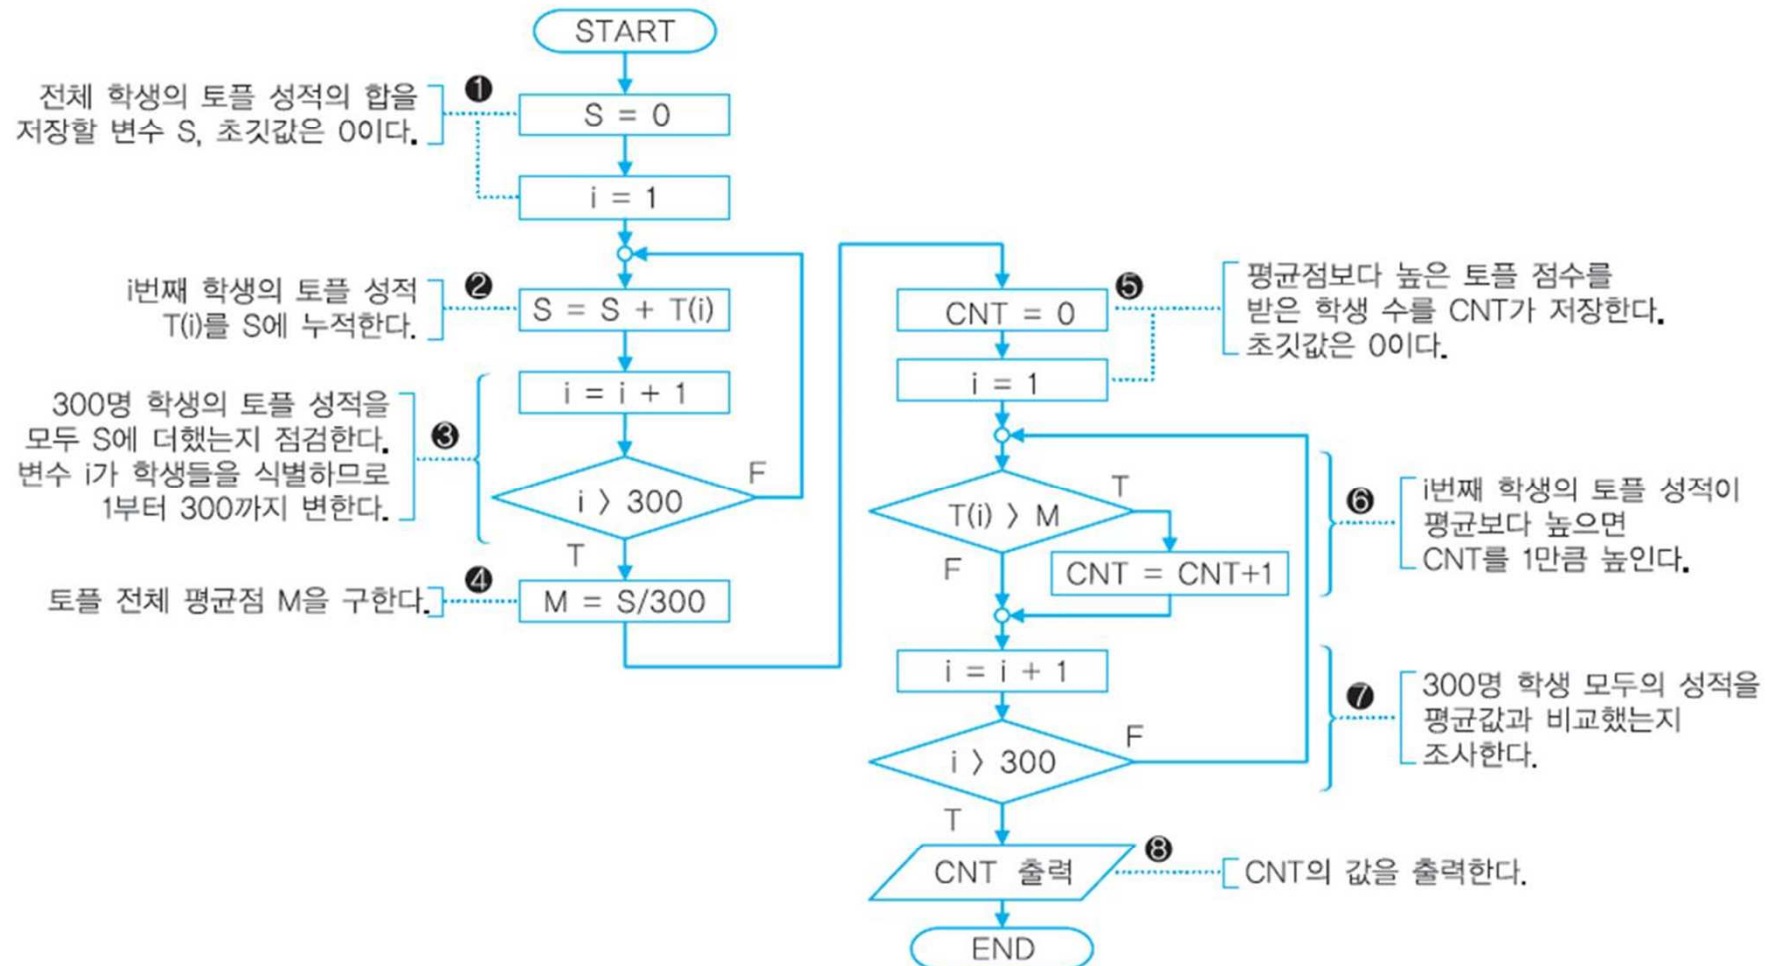 START
❶
전체 학생의 토플 성적의 합을
저장할 변수 S, 초깃값은 0이다.
S = 0
i = 1
❷
i번째 학생의 토플 성적
T(i)를 S에 누적한다.
S = S + T(i)
i = i + 1
❸
300명 학생의 토플 성적을
모두 S에 더했는지 점검한다.
변수 i가 학생들을 식별하므로
1부터 300까지 변한다.
i 〉 300
F
T
❹
토플 전체 평균점 M을 구한다.
M = S/300
CNT = 0
❺
평균점보다 높은 토플 점수를
받은 학생 수를 CNT가 저장한다.
초깃값은 0이다.
i = 1
T(i) 〉 M
T
F
CNT = CNT+1
❻
i번째 학생의 토플 성적이
평균보다 높으면
CNT를 1만큼 높인다.
i = i + 1
i 〉 300
F
T
❼
300명 학생 모두의 성적을
평균값과 비교했는지
조사한다.
CNT 출력
❽
CNT의 값을 출력한다.
END